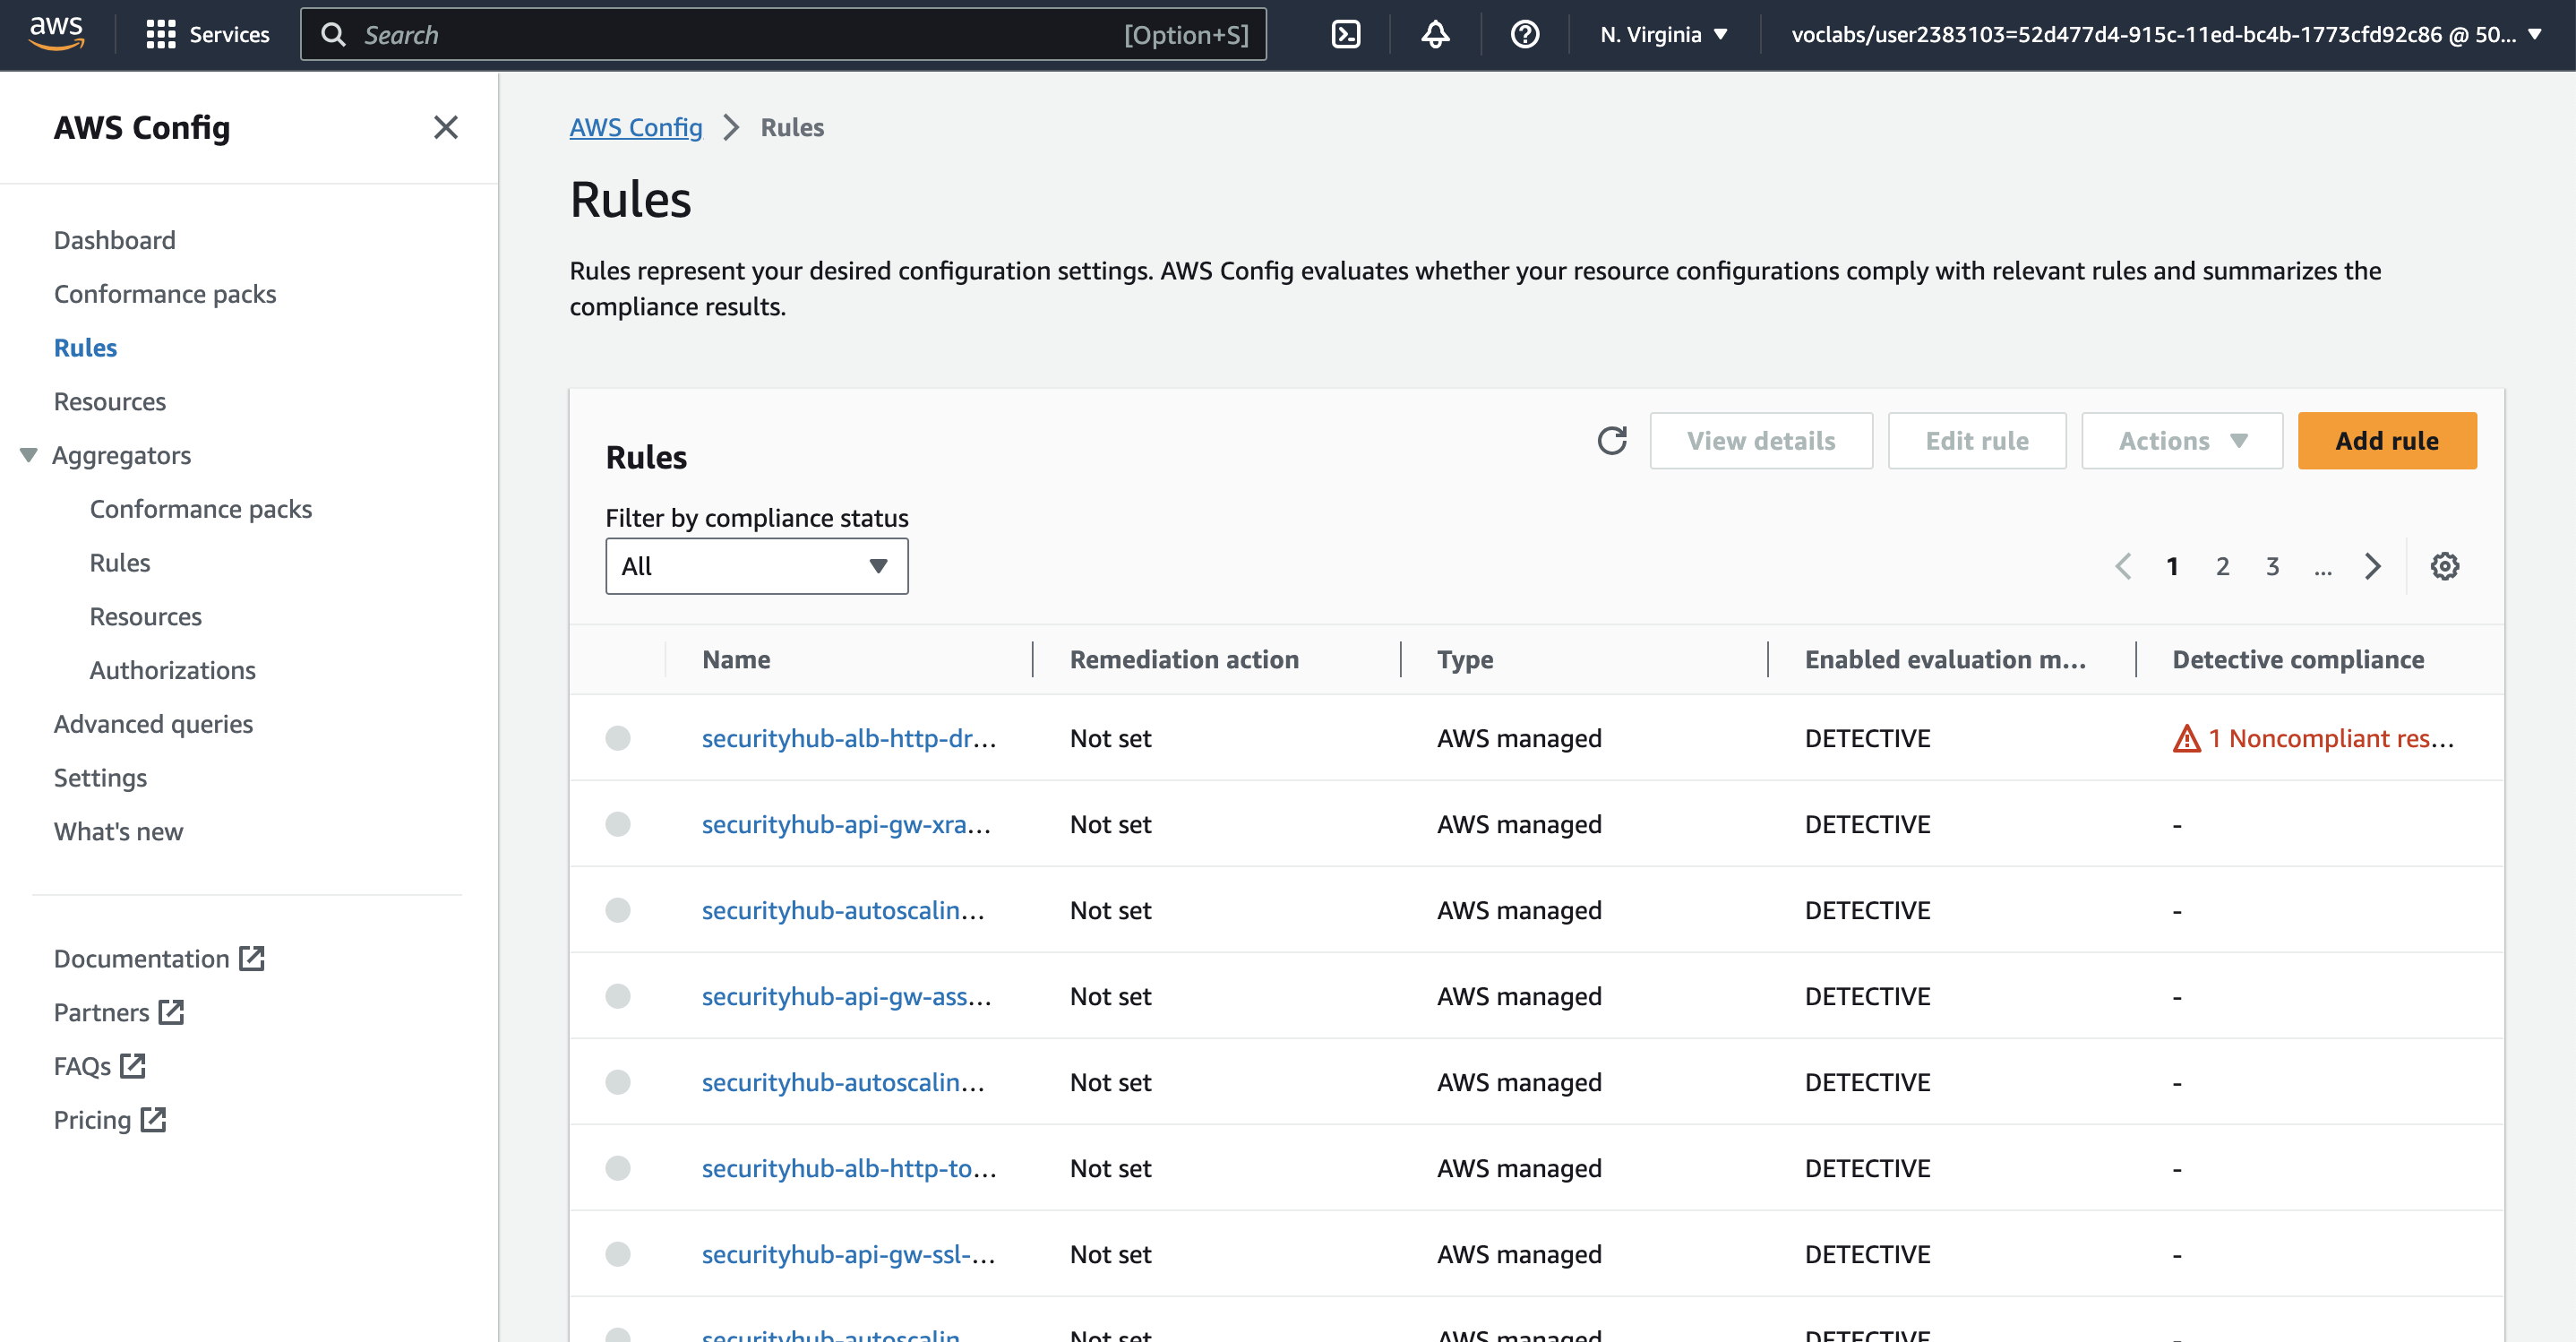 aws
Services
Search
[Option+S]
N. Virginia
voclabs/user2383103=52d477d4-915c-11ed-bc4b-1773cfd92c86 @ 50...
AWS Config
Dashboard
Conformance packs
Rules
Resources
Aggregators
Conformance packs
Rules
Resources
Authorizations
Advanced queries
Settings
What's new
Documentation
Partners
FAQs
Pricing
AWS Config > Rules
Rules
Rules represent your desired configuration settings. AWS Config evaluates whether your resource configurations comply with relevant rules and summarizes the
compliance results.
Rules
View details
Edit rule
Actions
Add rule
Filter by compliance status
All
1 2 3 ...
Name Remediation action Type Enabled evaluation m... Detective compliance
securityhub-alb-http-dr... Not set AWS managed DETECTIVE 1 Noncompliant res...
securityhub-api-gw-xra... Not set AWS managed DETECTIVE -
securityhub-autoscalin... Not set AWS managed DETECTIVE -
securityhub-api-gw-ass... Not set AWS managed DETECTIVE -
securityhub-autoscalin... Not set AWS managed DETECTIVE -
securityhub-alb-http-to... Not set AWS managed DETECTIVE -
securityhub-api-gw-ssl-... Not set AWS managed DETECTIVE -
securityhub-autoscalin... Not set AWS managed DETECTIVE